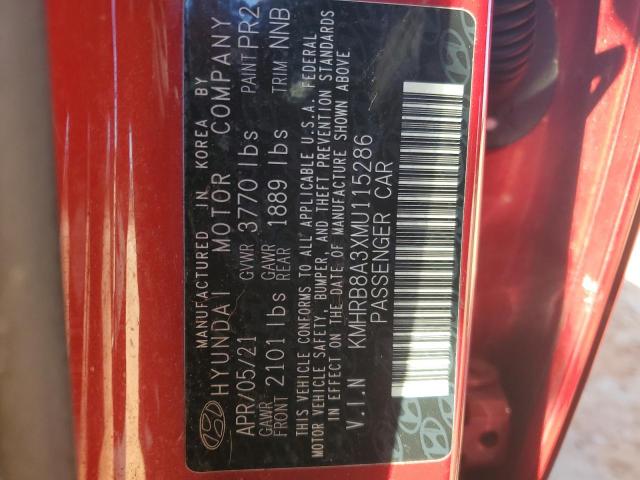 MANUFACTURED IN KOREA BY
HYUNDAI MOTOR COMPANY
APR/05/21 GVWR 3770 lbs PAINT PR2
GAWR FRONT 2101 lbs GAWR REAR 1889 lbs TRIM NNB
THIS VEHICLE CONFORMS TO ALL APPLICABLE U.S.A. FEDERAL
MOTOR VEHICLE SAFETY, BUMPER, AND THEFT PREVENTION STANDARDS
IN EFFECT ON THE DATE OF MANUFACTURE SHOWN ABOVE.
V.I.N KMHRB8A3XMU115286
PASSENGER CAR